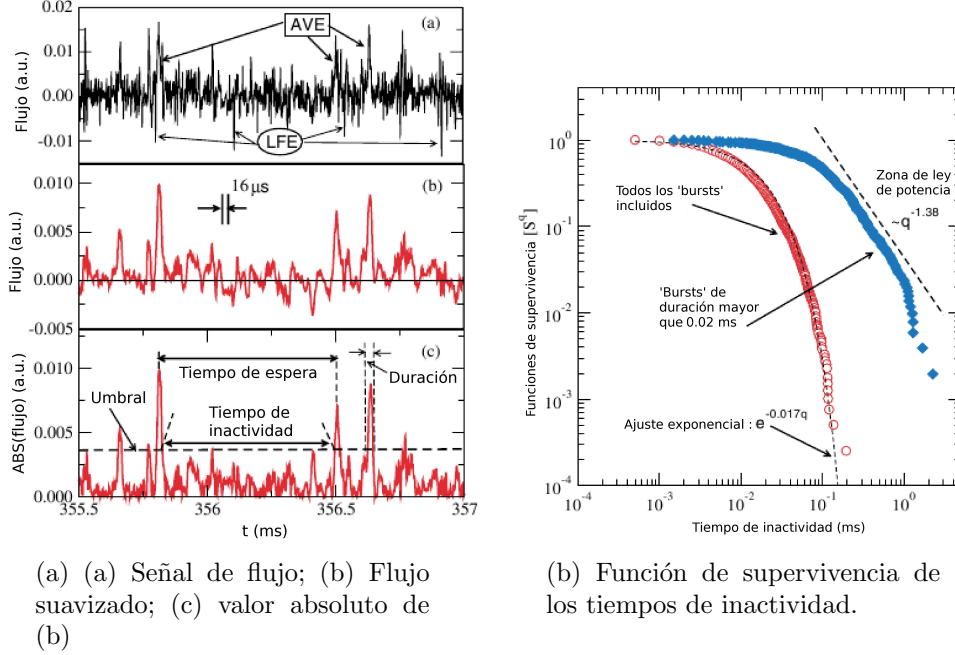 0.02
0.01
0.00
-0.01
Flujo (a.u.)
(a)
AVE
LFE
0.010
0.005
0.000
-0.005
Flujo (a.u.)
(b)
16 μs
0.010
0.005
0.000
ABS(flujo) (a.u.)
(c)
Tiempo de espera
Duración
Umbral
Tiempo de
inactividad
355.5
356
356.5
357
t (ms)
(a) (a) Señal de flujo; (b) Flujo
suavizado; (c) valor absoluto de
(b)
Funciones de supervivencia [S^q]
10^0
10^-1
10^-2
10^-3
10^-4
Todos los 'bursts'
incluidos
Zona de ley
de potencia
~q^-1.38
'Bursts' de
duración mayor
que 0.02 ms
Ajuste exponencial : e^-0.017q
10^-4
10^-3
10^-2
10^-1
10^0
Tiempo de inactividad (ms)
(b) Función de supervivencia de
los tiempos de inactividad.